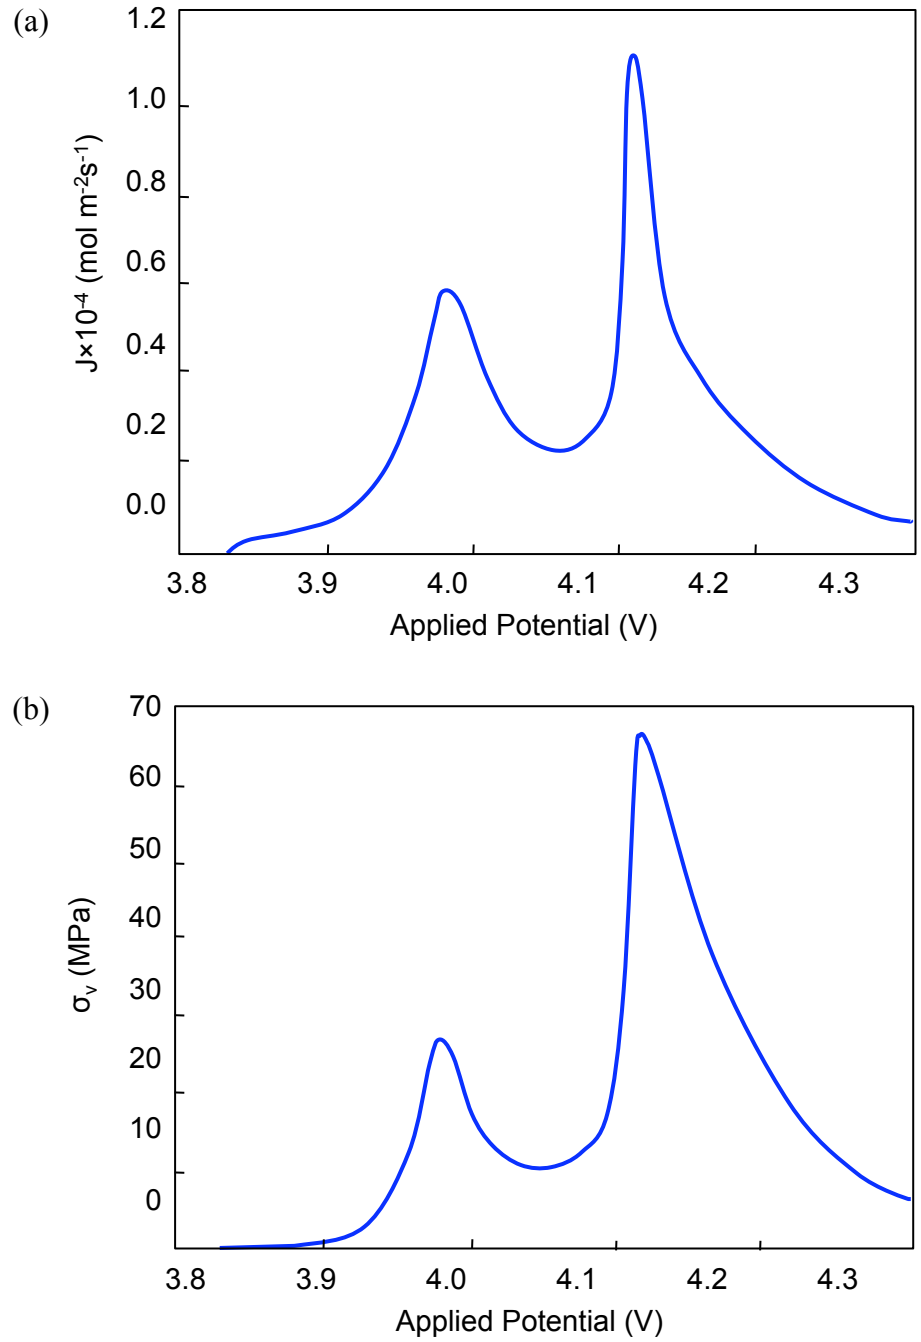 (a)
1.2
1.0
0.8
0.6
0.4
0.2
0.0
J×10⁻⁴ (mol m⁻²s⁻¹)
3.8 3.9 4.0 4.1 4.2 4.3
Applied Potential (V)
(b)
70
60
50
40
30
20
10
0
σᵥ (MPa)
3.8 3.9 4.0 4.1 4.2 4.3
Applied Potential (V)